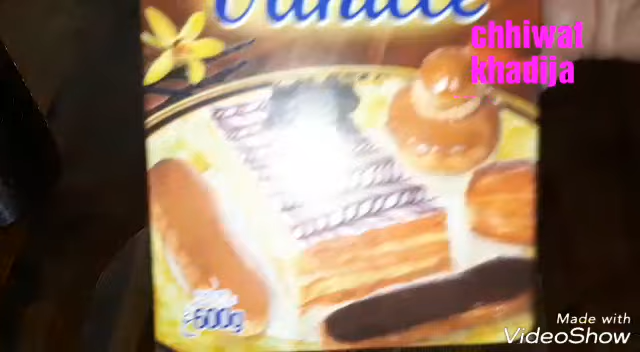 Vanille
chhiwat
khadija
℮600g
Made with
VideoShow